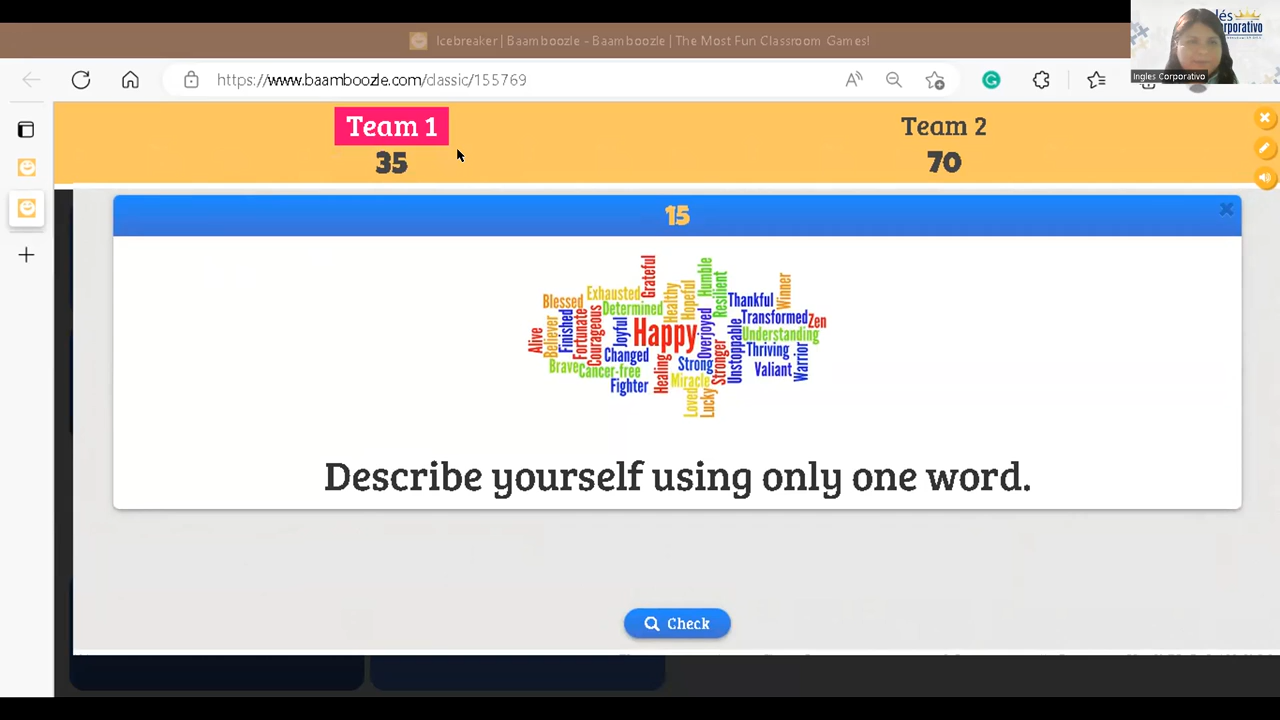 Icebreaker | Baamboozle - Baamboozle | The Most Fun Classroom Games!
lés
orporativo
Ingles Corporativo
https://www.baamboozle.com/classic/155769
Team 1
35
Team 2
70
15
Grateful
Humble
Exhausted
Healthy
Hopeful
Resilient
Winner
Blessed
Determined
Thankful
Alive
Believer
Finished
Fortunate
Courageous
Joyful
Happy
Overjoyed
Transformed
Zen
Understanding
Changed
Strong
Stronger
Unstoppable
Thriving
Warrior
Brave
Cancer-free
Healing
Miracle
Valiant
Fighter
Loved
Lucky
Describe yourself using only one word.
Check